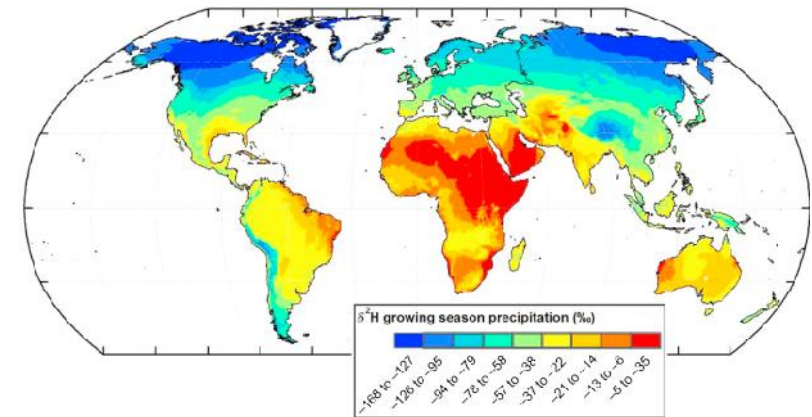 δ²H growing season precipitation (‰)
−168 to −127
−126 to −95
−94 to −79
−78 to −58
−57 to −38
−37 to −22
−21 to −14
−13 to −6
−5 to −35